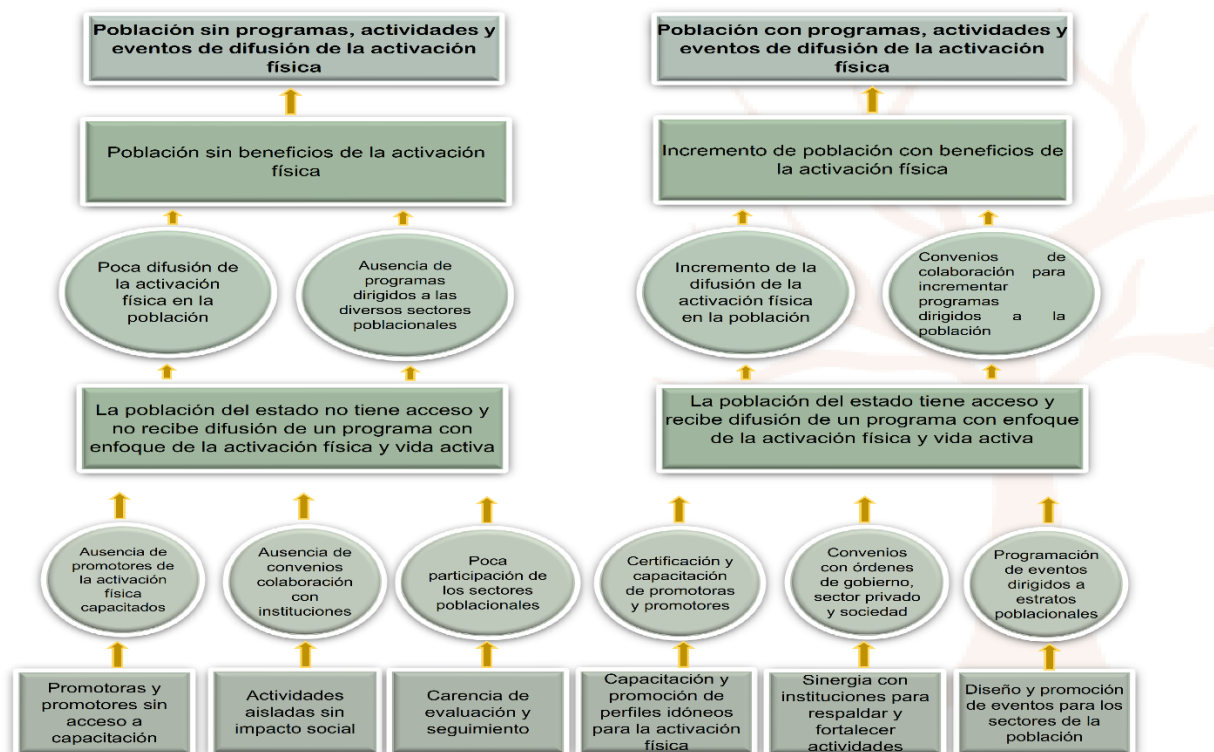 Población sin programas, actividades y
eventos de difusión de la activación
física
Población con programas, actividades y
eventos de difusión de la activación
física
Población sin beneficios de la activación
física
Incremento de población con beneficios de
la activación física
Poca difusión de
la activación
física en la
población
Ausencia de
programas
dirigidos a las
diversos sectores
poblacionales
Incremento de la
difusión de la
activación física
en la población
Convenios de
colaboración para
incrementar
programas
dirigidos a la
población
La población del estado no tiene acceso y
no recibe difusión de un programa con
enfoque de la activación física y vida activa
La población del estado tiene acceso y
recibe difusión de un programa con enfoque
de la activación física y vida activa
Ausencia de
promotores de
la activación
física
capacitados
Ausencia de
convenios
colaboración
con
instituciones
Poca
participación de
los sectores
poblacionales
Certificación y
capacitación
de promotoras
y promotores
Convenios
con órdenes
de gobierno,
sector privado
y sociedad
Programación
de eventos
dirigidos a
estratos
poblacionales
Promotoras y
promotores sin
acceso a
capacitación
Actividades
aisladas sin
impacto social
Carencia de
evaluación y
seguimiento
Capacitación y
promoción de
perfiles idóneos
para la activación
física
Sinergia con
instituciones para
respaldar y
fortalecer
actividades
Diseño y promoción
de eventos para los
sectores de la
población